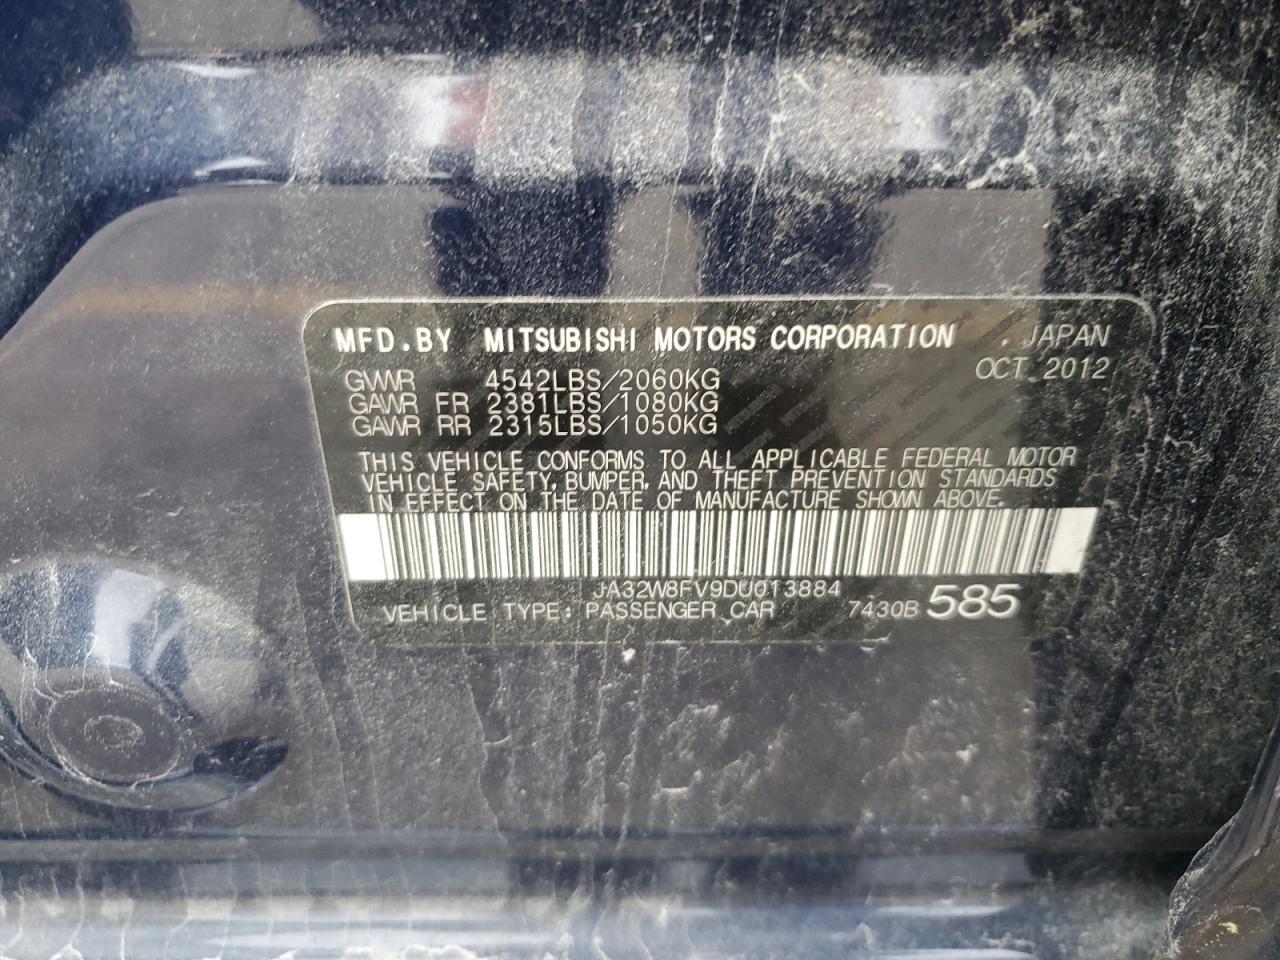 MFD.BY MITSUBISHI MOTORS CORPORATION . JAPAN
OCT. 2012
GVWR 4542LBS/2060KG
GAWR FR 2381LBS/1080KG
GAWR RR 2315LBS/1050KG
THIS VEHICLE CONFORMS TO ALL APPLICABLE FEDERAL MOTOR
VEHICLE SAFETY, BUMPER, AND THEFT PREVENTION STANDARDS
IN EFFECT ON THE DATE OF MANUFACTURE SHOWN ABOVE.
JA32W8FV9DU013884
VEHICLE TYPE: PASSENGER CAR 7430B 585